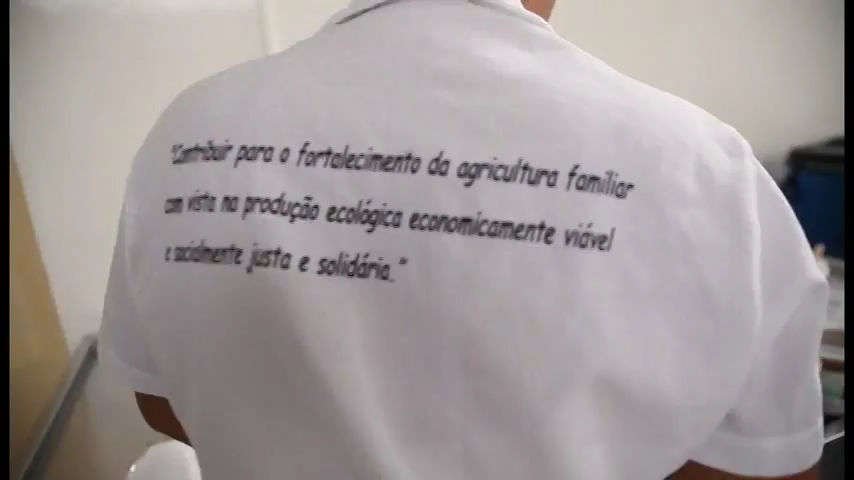 "Contribuir para o fortalecimento da agricultura familiar
com vista na produção ecológica economicamente viável
e socialmente justa e solidária."